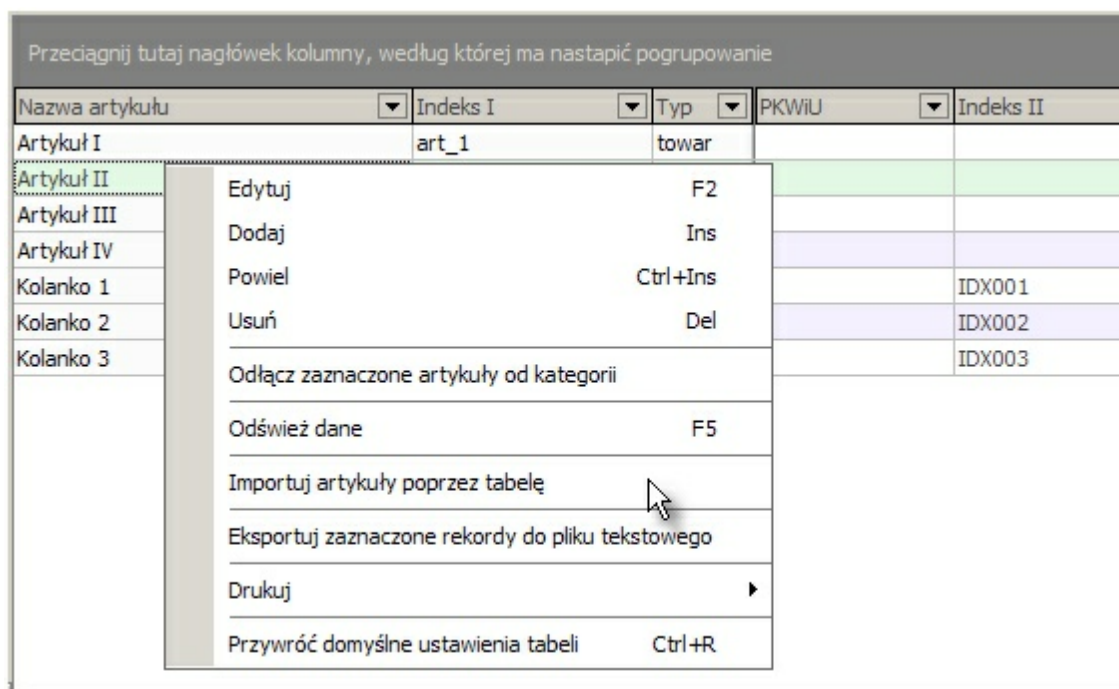 Przeciągnij tutaj nagłówek kolumny, według której ma nastapić pogrupowanie
Nazwa artykułu Indeks I Typ PKWiU Indeks II
Artykuł I art_1 towar
Artykuł II
Artykuł III
Artykuł IV
Kolanko 1 IDX001
Kolanko 2 IDX002
Kolanko 3 IDX003
Edytuj F2
Dodaj Ins
Powiel Ctrl+Ins
Usuń Del
Odłącz zaznaczone artykuły od kategorii
Odśwież dane F5
Importuj artykuły poprzez tabelę
Eksportuj zaznaczone rekordy do pliku tekstowego
Drukuj
Przywróć domyślne ustawienia tabeli Ctrl+R